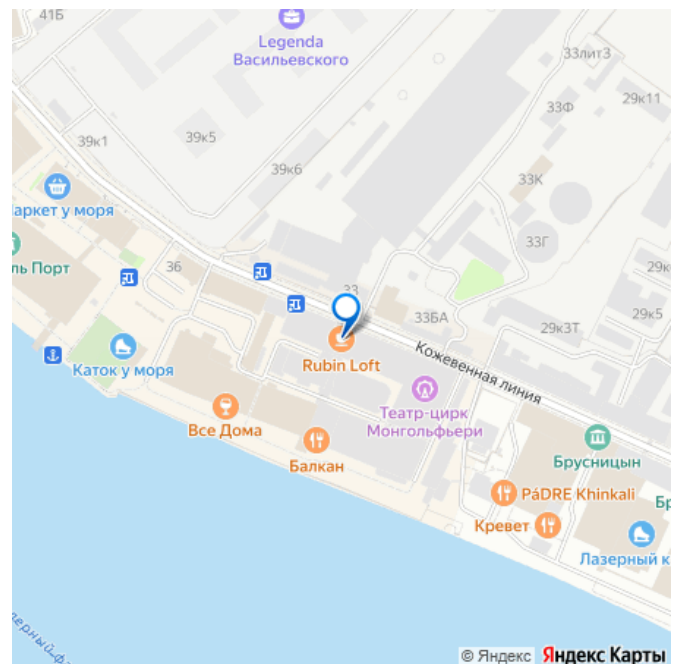 41Б
Legenda
Васильевского
33лит3
29к11
33Ф
39к1
39к5
39к6
33К
аркет у моря
33Г
ль Порт
36
29к
33
33БА
29к5
29к3Т
Кожевенная линия
Rubin Loft
Каток у моря
Театр-цирк
Монгольфьери
Все Дома
Балкан
Брусницын
PáDRE Khinkali
Бр
Кревет
Лазерный к
© Яндекс Яндекс Карты